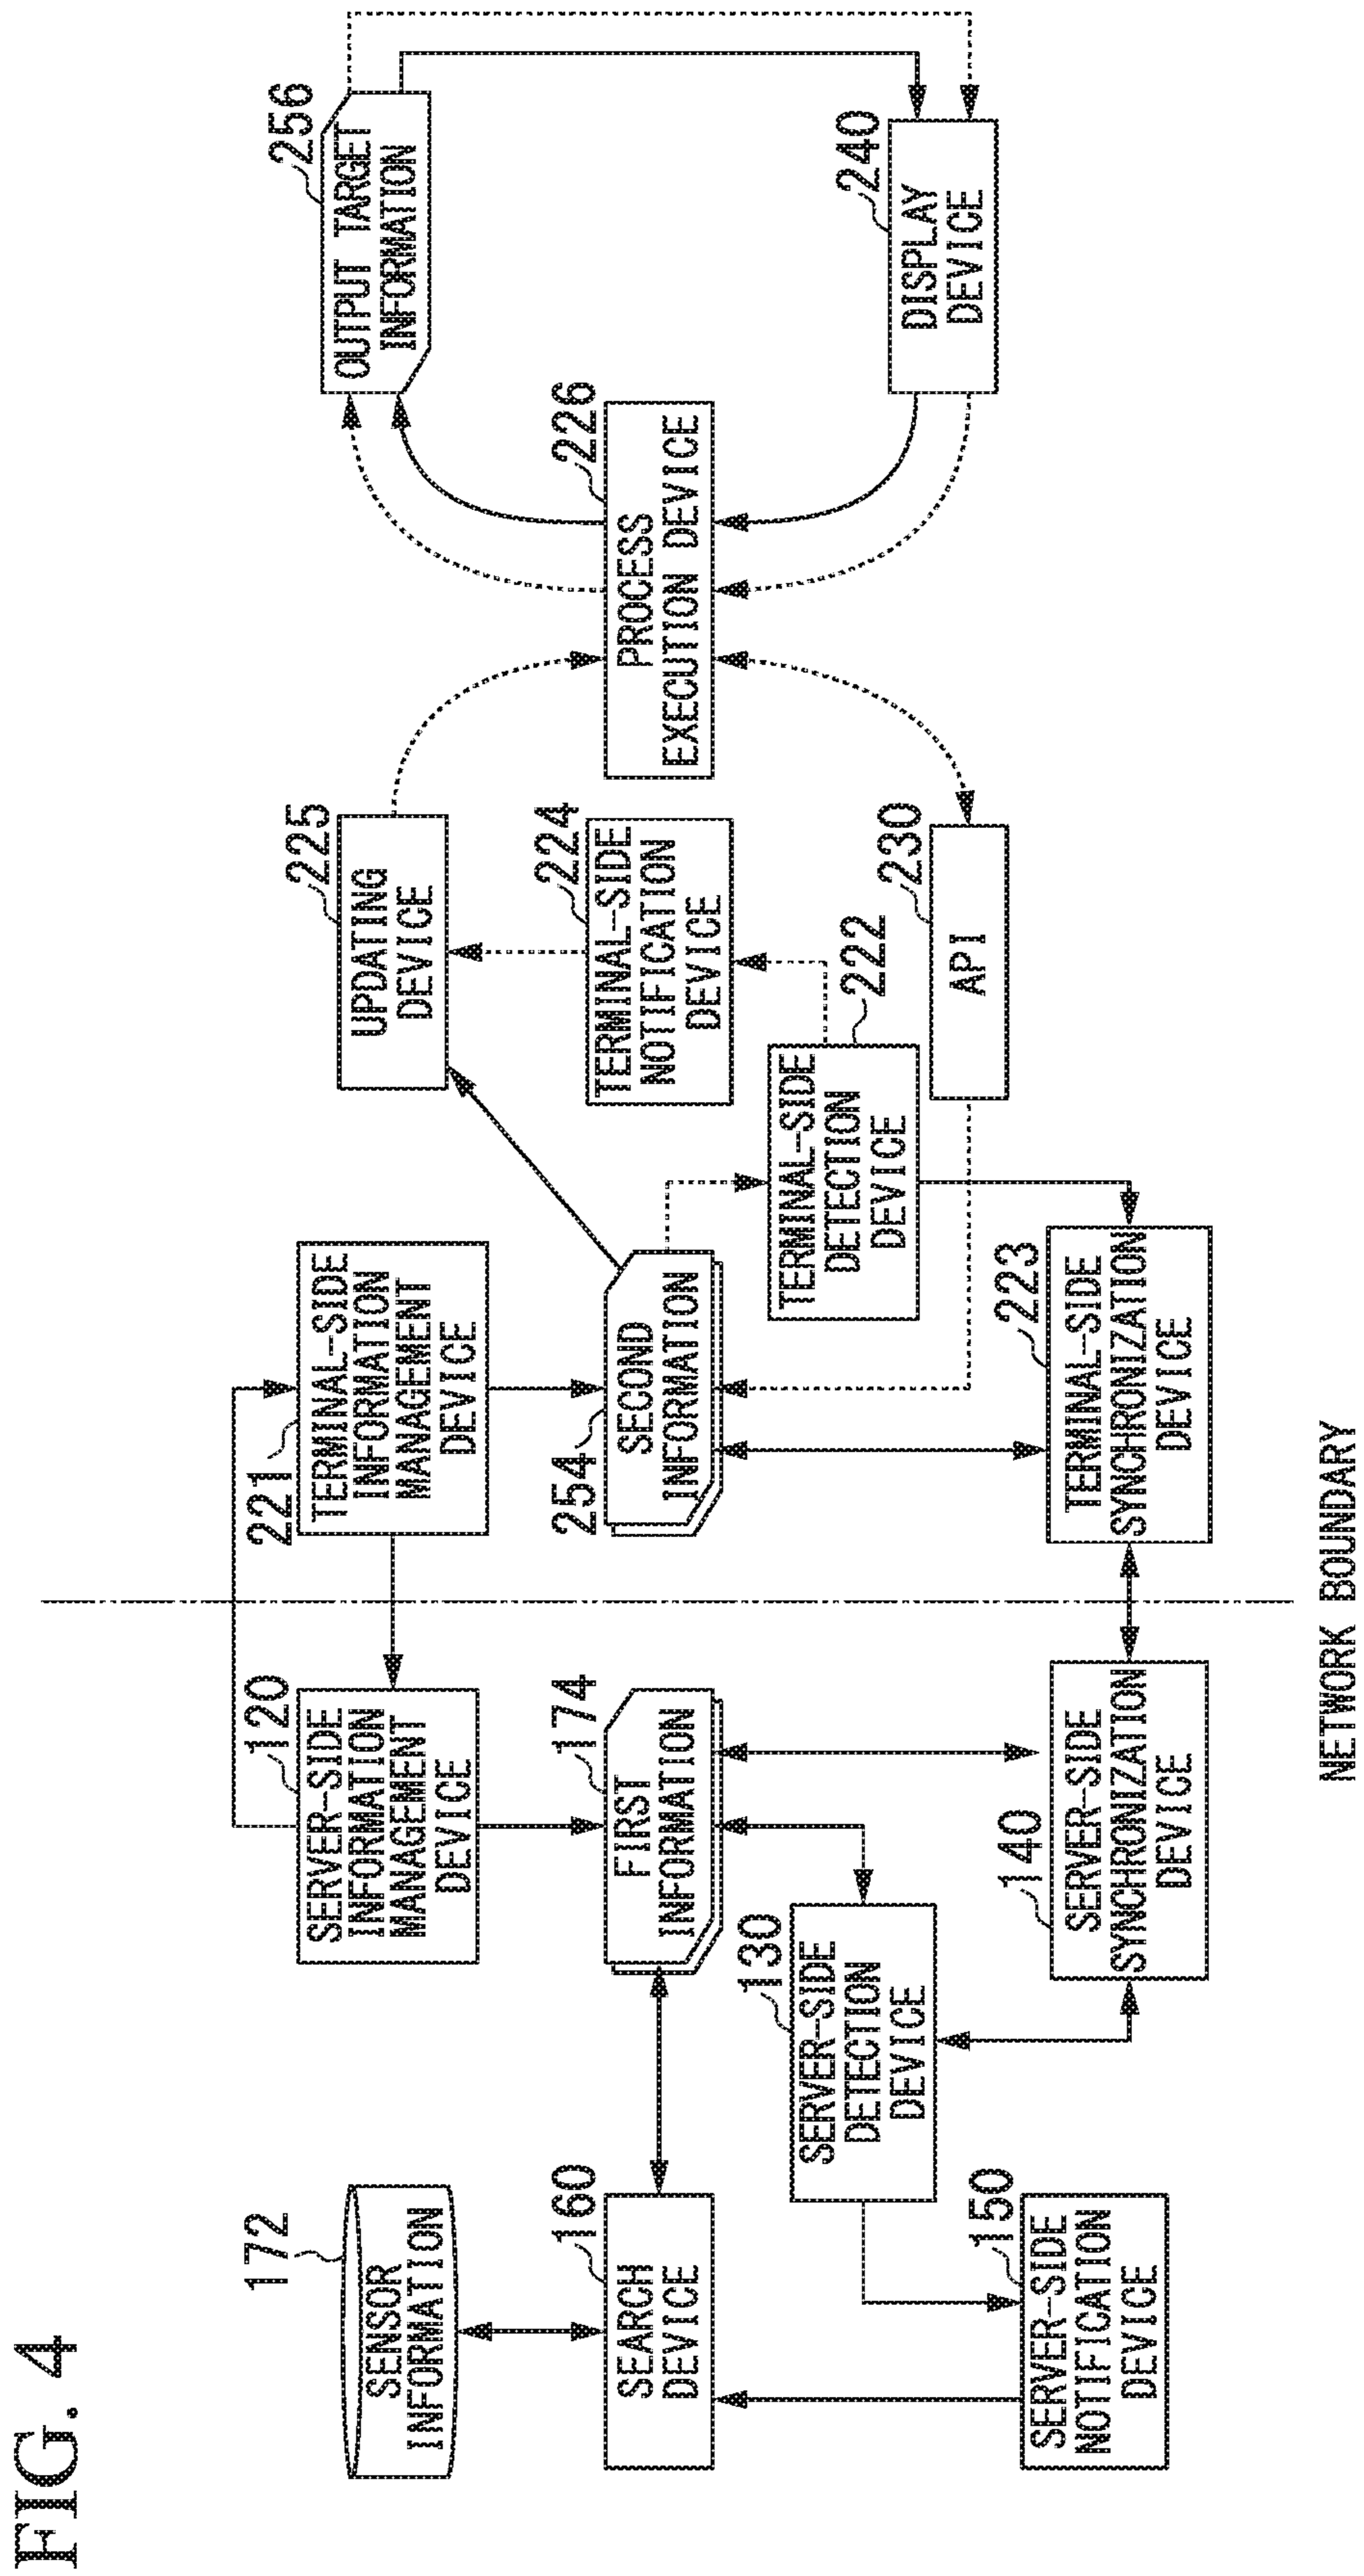 FIG. 4
172
SENSOR
INFORMATION
160
SEARCH
DEVICE
150
SERVER-SIDE
NOTIFICATION
DEVICE
130
SERVER-SIDE
DETECTION
DEVICE
120
SERVER-SIDE
INFORMATION
MANAGEMENT
DEVICE
174
FIRST
INFORMATION
140
SERVER-SIDE
SYNCHRONIZATION
DEVICE
NETWORK BOUNDARY
221
TERMINAL-SIDE
INFORMATION
MANAGEMENT
DEVICE
254
SECOND
INFORMATION
223
TERMINAL-SIDE
SYNCHRONIZATION
DEVICE
222
TERMINAL-SIDE
DETECTION
DEVICE
225
UPDATING
DEVICE
224
TERMINAL-SIDE
NOTIFICATION
DEVICE
230
API
226
PROCESS
EXECUTION DEVICE
256
OUTPUT TARGET
INFORMATION
240
DISPLAY
DEVICE